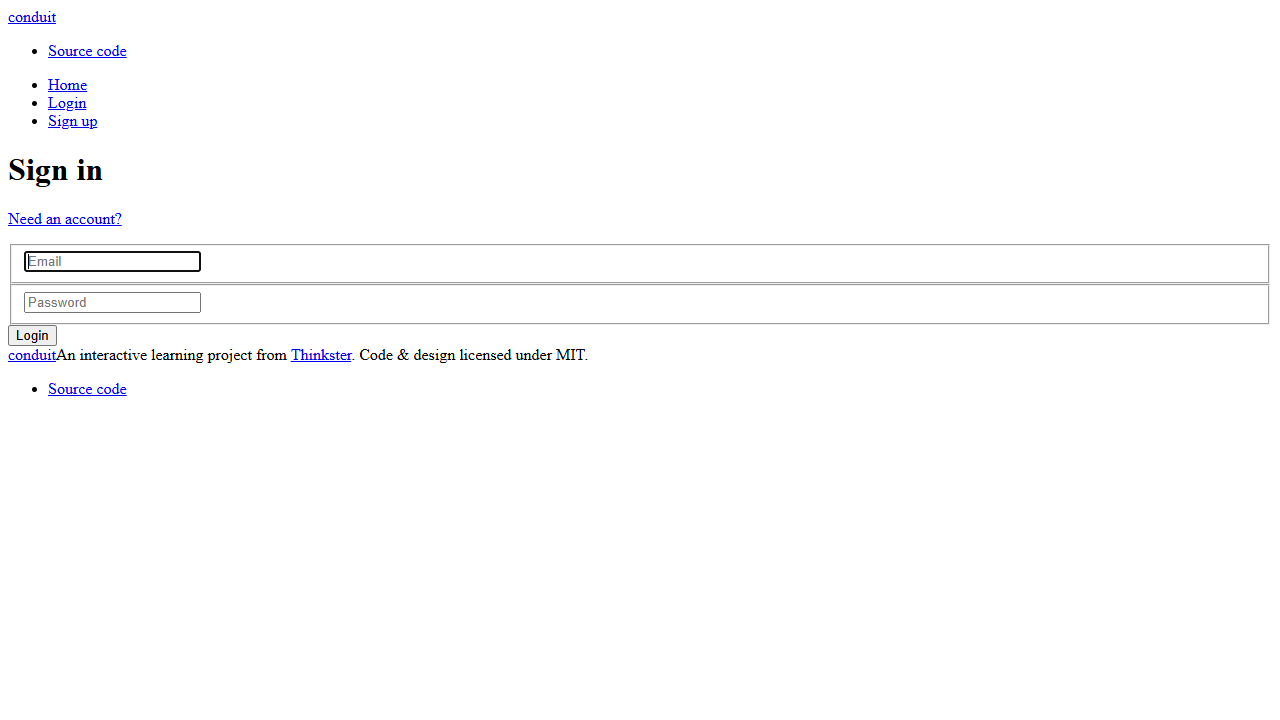 conduit
Source code
Home
Login
Sign up
Sign in
Need an account?
Email
Password
Login
conduitAn interactive learning project from Thinkster. Code & design licensed under MIT.
Source code